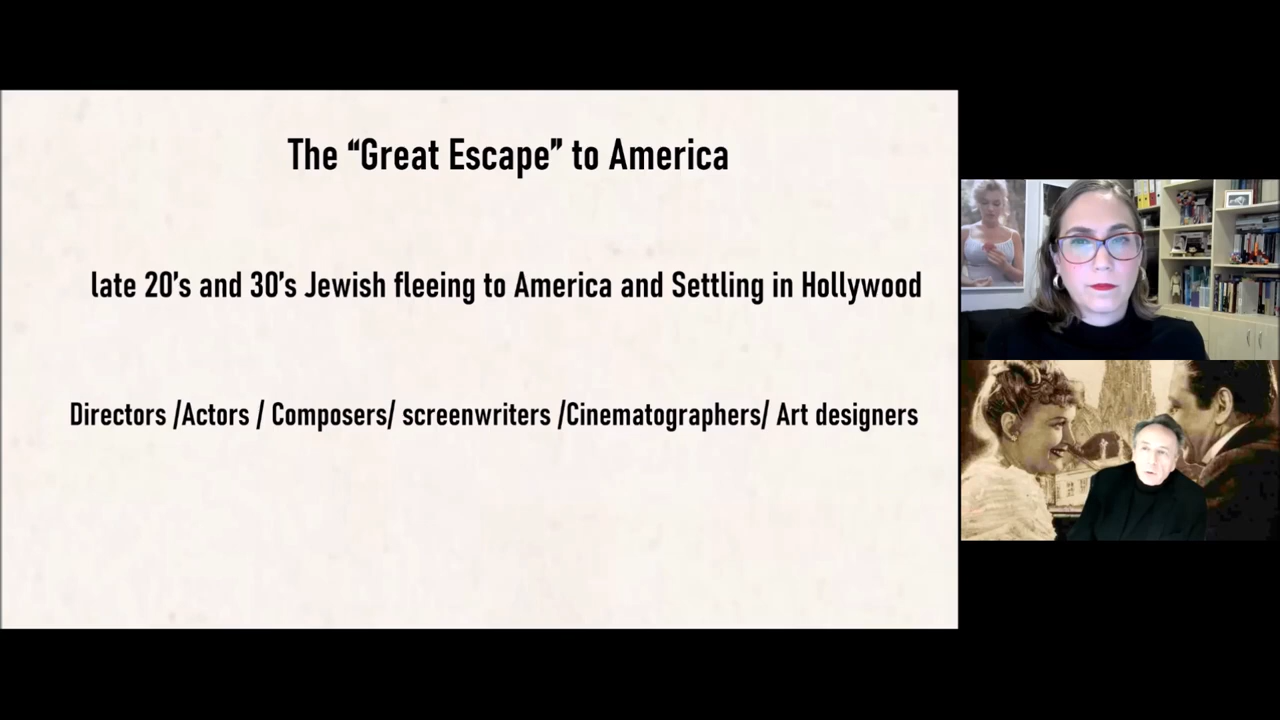 The “Great Escape” to America
late 20’s and 30’s Jewish fleeing to America and Settling in Hollywood
Directors /Actors / Composers/ screenwriters /Cinematographers/ Art designers